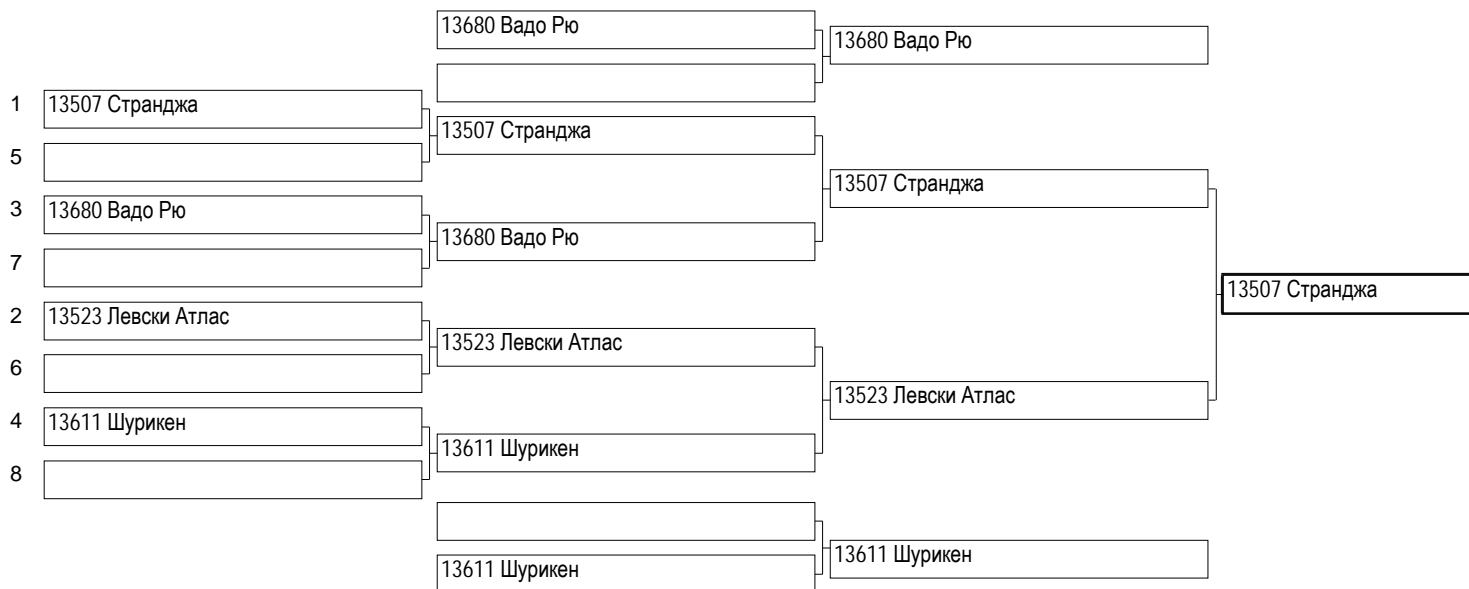 13680 Вадо Рю
13680 Вадо Рю
1 13507 Странджа
13507 Странджа
5
13507 Странджа
3 13680 Вадо Рю
13680 Вадо Рю
7
13507 Странджа
2 13523 Левски Атлас
13523 Левски Атлас
6
13523 Левски Атлас
4 13611 Шурикен
13611 Шурикен
8
13611 Шурикен
13611 Шурикен